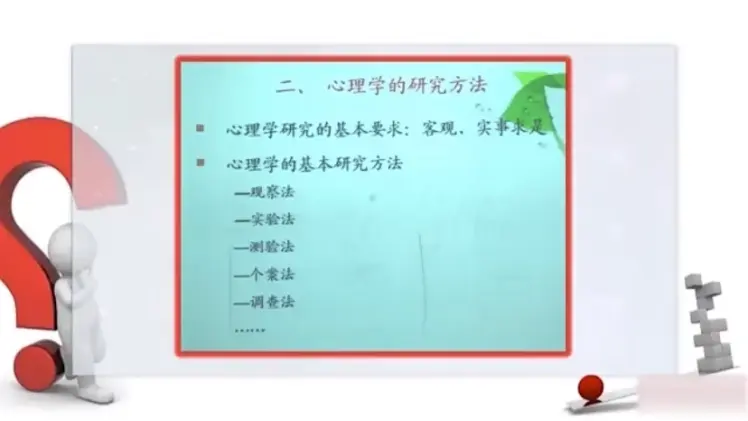 二、 心理学的研究方法
心理学研究的基本要求：客观、实事求是
心理学的基本研究方法
—观察法
—实验法
—测验法
—个案法
—调查法
……